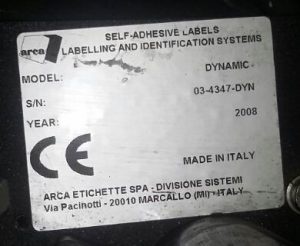 arca
SELF-ADHESIVE LABELS
LABELLING AND IDENTIFICATION SYSTEMS
MODEL: DYNAMIC
S/N: 03-4347-DYN
YEAR: 2008
CE
MADE IN ITALY
ARCA ETICHETTE SPA - DIVISIONE SISTEMI
Via Pacinotti - 20010 MARCALLO (MI) - ITALY